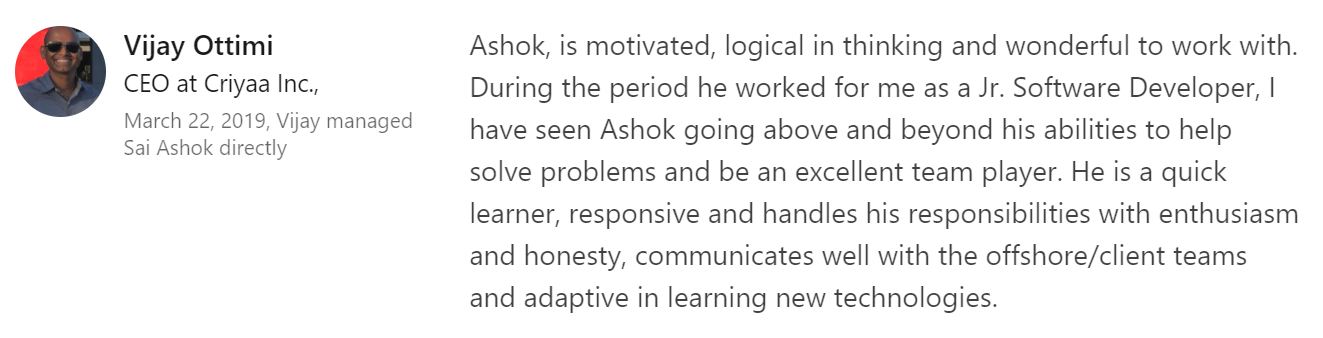 Vijay Ottimi
CEO at Criyaa Inc.,
March 22, 2019, Vijay managed
Sai Ashok directly
Ashok, is motivated, logical in thinking and wonderful to work with.
During the period he worked for me as a Jr. Software Developer, I
have seen Ashok going above and beyond his abilities to help
solve problems and be an excellent team player. He is a quick
learner, responsive and handles his responsibilities with enthusiasm
and honesty, communicates well with the offshore/client teams
and adaptive in learning new technologies.